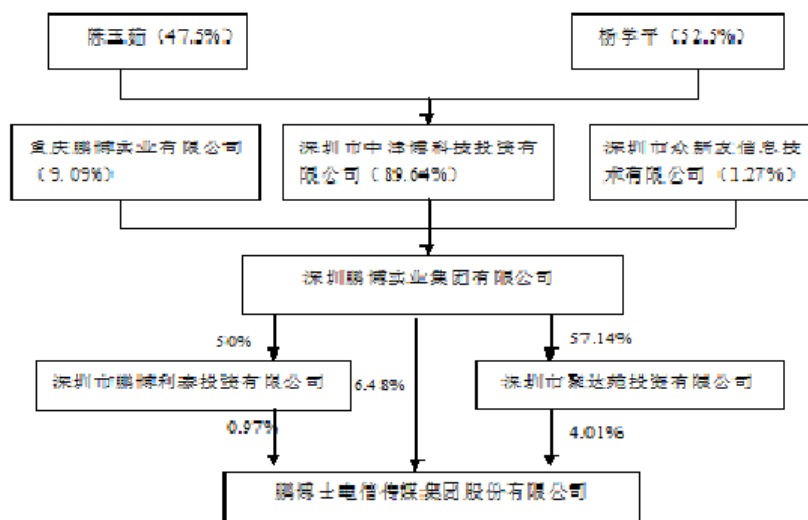 陈玉茹（47.5%）
杨学平（52.5%）
重庆鹏博实业有限公司
（9.09%）
深圳市中津博科技投资有
限公司（89.64%）
深圳市众新友信息技
术有限公司（1.27%）
深圳鹏博实业集团有限公司
50%
57.14%
深圳市鹏博利泰投资有限公司
6.48%
深圳市聚达苑投资有限公司
0.97%
4.01%
鹏博士电信传媒集团股份有限公司